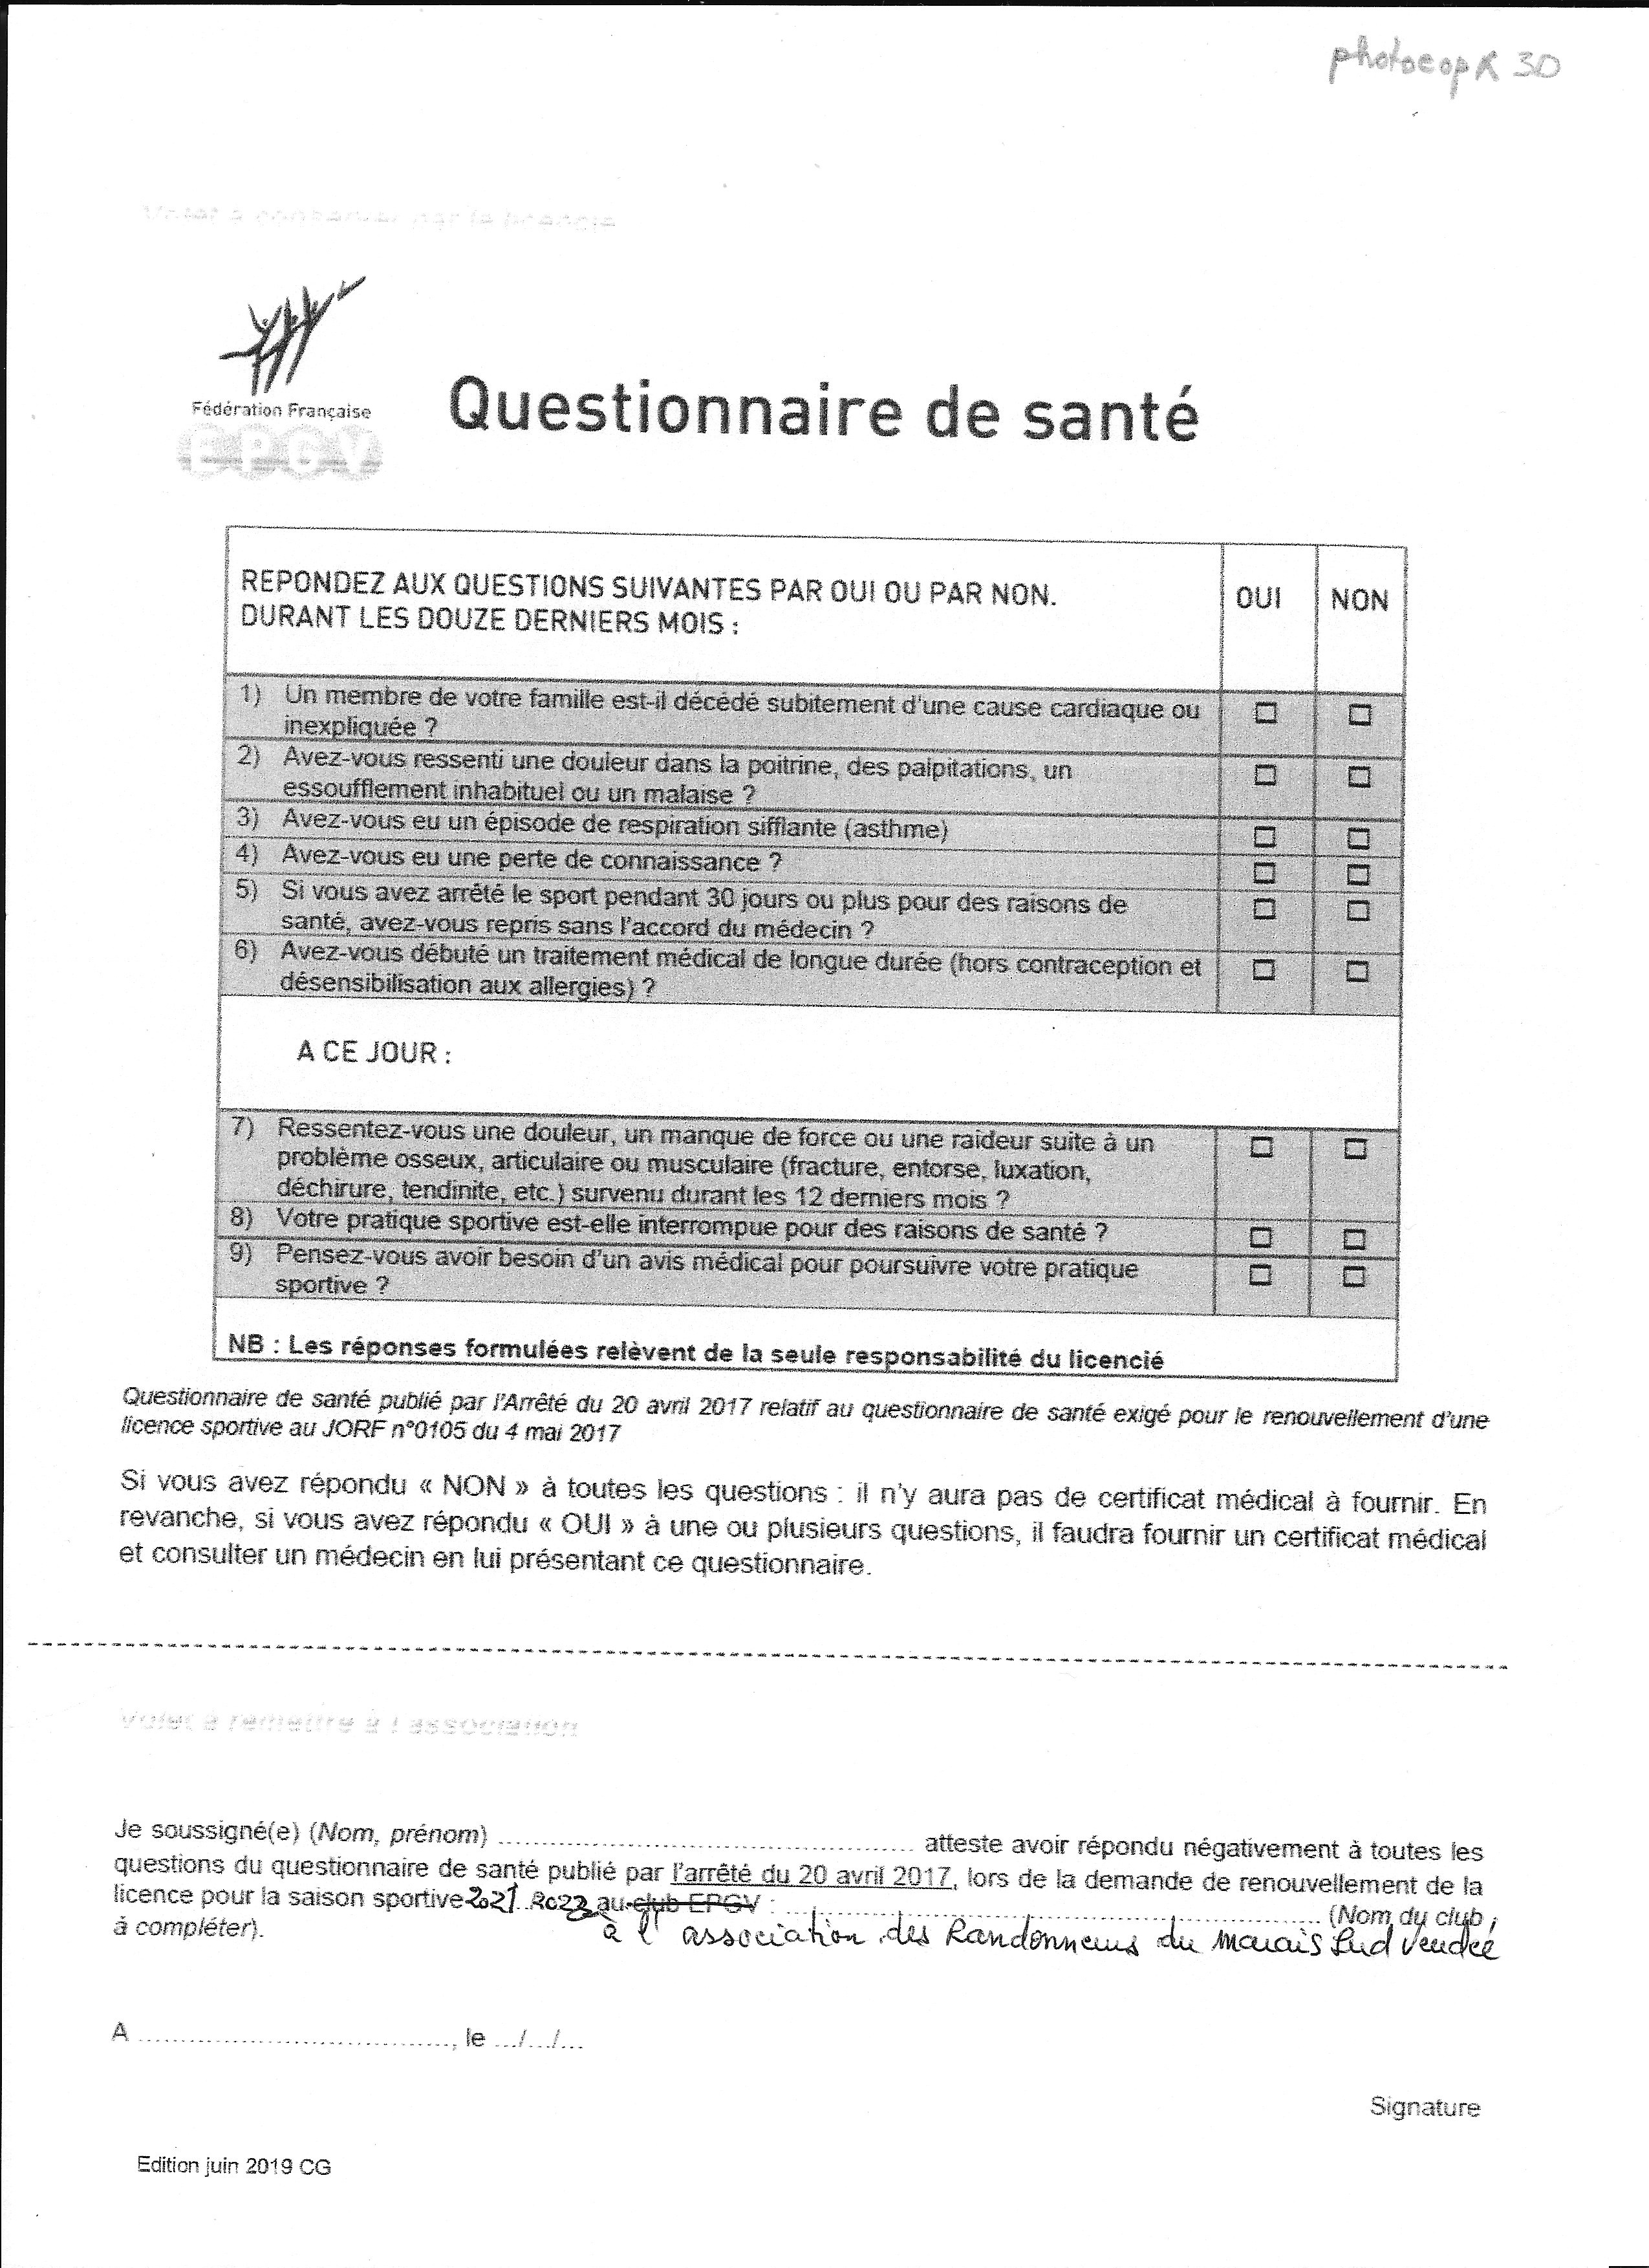 photocopR 30
Volet à conserver par le licencié
Fédération Française
EPGV
Questionnaire de santé
REPONDEZ AUX QUESTIONS SUIVANTES PAR OUI OU PAR NON.
DURANT LES DOUZE DERNIERS MOIS :
OUI
NON
1) Un membre de votre famille est-il décédé subitement d'une cause cardiaque ou
inexpliquée ?
2) Avez-vous ressenti une douleur dans la poitrine, des palpitations, un
essoufflement inhabituel ou un malaise ?
3) Avez-vous eu un épisode de respiration sifflante (asthme)
4) Avez-vous eu une perte de connaissance ?
5) Si vous avez arrêté le sport pendant 30 jours ou plus pour des raisons de
santé, avez-vous repris sans l'accord du médecin ?
6) Avez-vous débuté un traitement médical de longue durée (hors contraception et
désensibilisation aux allergies) ?
A CE JOUR :
7) Ressentez-vous une douleur, un manque de force ou une raideur suite à un
problème osseux, articulaire ou musculaire (fracture, entorse, luxation,
déchirure, tendinite, etc.) survenu durant les 12 derniers mois ?
8) Votre pratique sportive est-elle interrompue pour des raisons de santé ?
9) Pensez-vous avoir besoin d'un avis médical pour poursuivre votre pratique
sportive ?
NB : Les réponses formulées relèvent de la seule responsabilité du licencié
Questionnaire de santé publié par l'Arrêté du 20 avril 2017 relatif au questionnaire de santé exigé pour le renouvellement d'une
licence sportive au JORF n°0105 du 4 mai 2017
Si vous avez répondu « NON » à toutes les questions : il n'y aura pas de certificat médical à fournir. En
revanche, si vous avez répondu « OUI » à une ou plusieurs questions, il faudra fournir un certificat médical
et consulter un médecin en lui présentant ce questionnaire.
Volet à remettre à l'association
Je soussigné(e) (Nom, prénom) ............................................ atteste avoir répondu négativement à toutes les
questions du questionnaire de santé publié par l'arrêté du 20 avril 2017, lors de la demande de renouvellement de la
licence pour la saison sportive 2021 2022 au club EPGV : ............................................ (Nom du club
à compléter). à l'association des Randonneurs du marais Sud Vendée
A ................................., le .../.../...
Signature
Edition juin 2019 CG